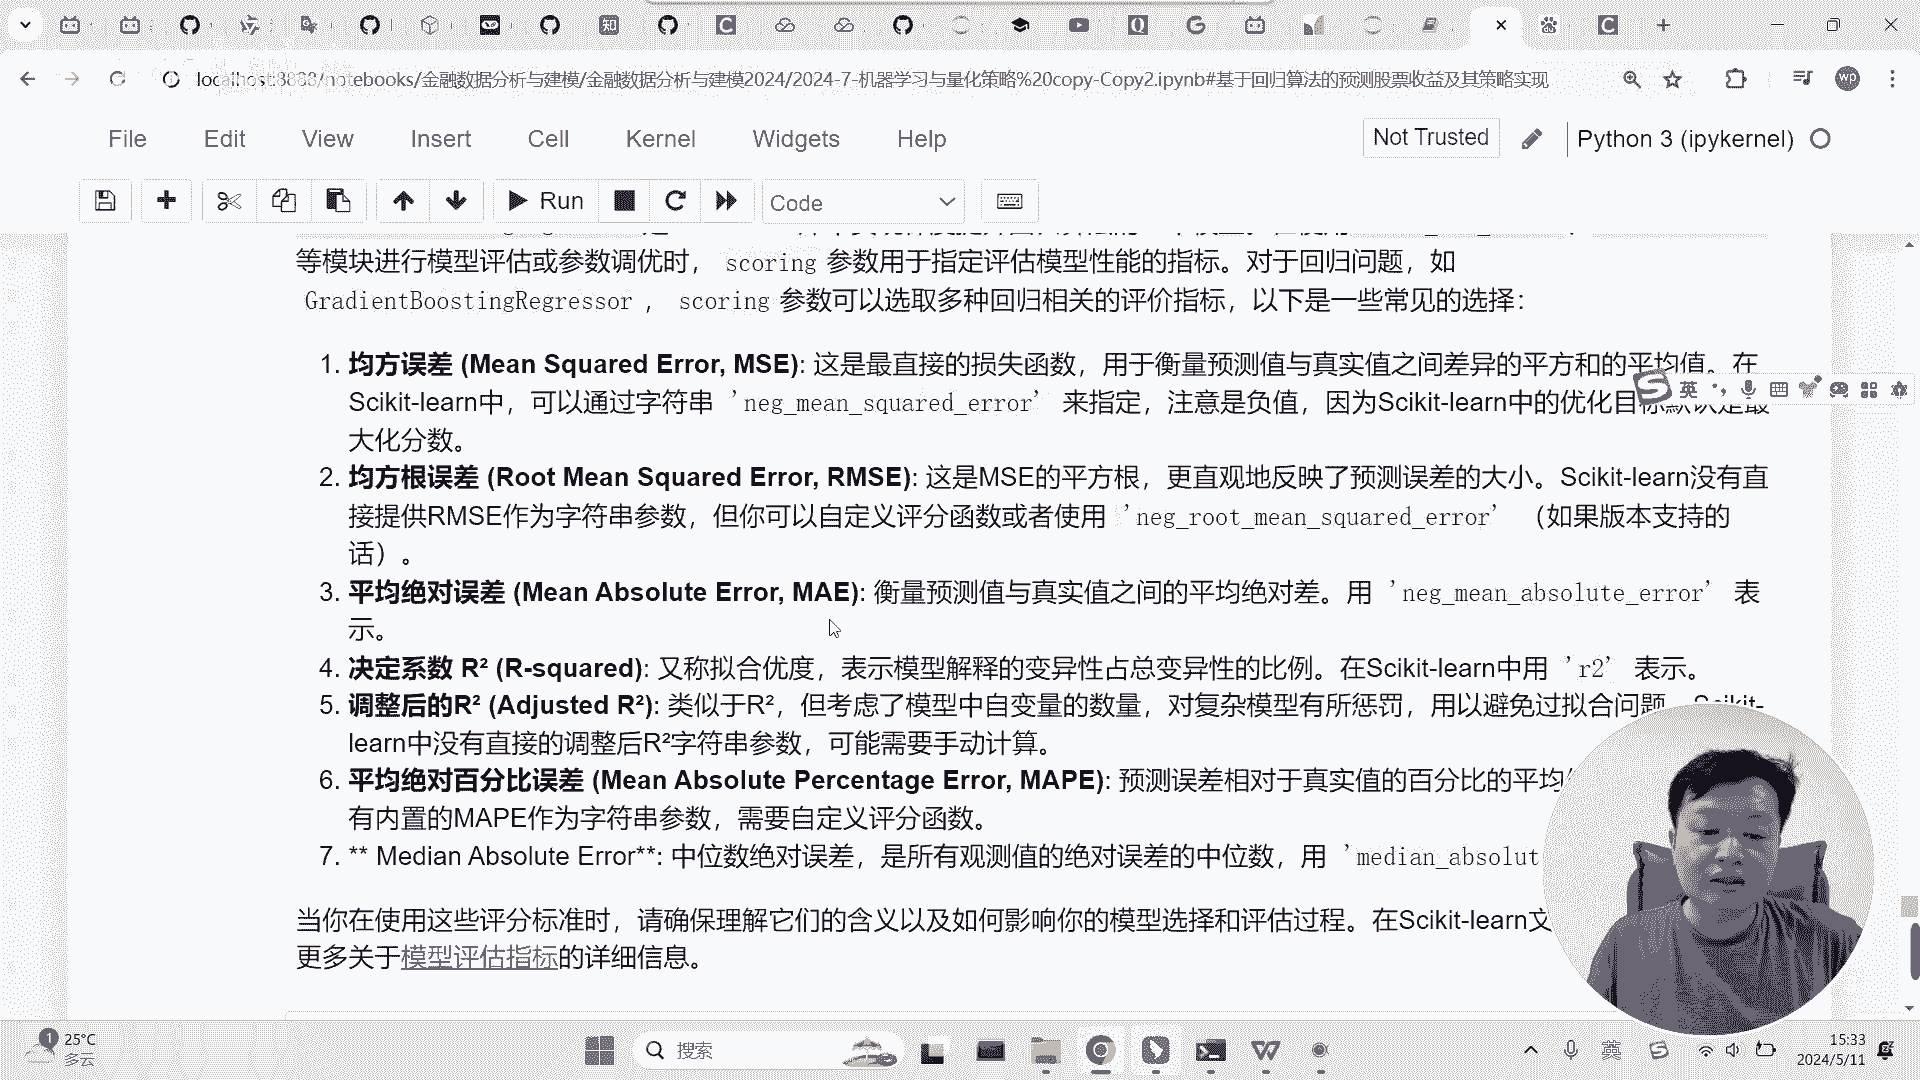 localhost:8888/notebooks/金融数据分析与建模/金融数据分析与建模2024/2024-7-机器学习与量化策略%20copy-Copy2.ipynb#基于回归算法的预测股票收益及其策略实现
wp
File Edit View Insert Cell Kernel Widgets Help
Not Trusted
Python 3 (ipykernel)
Run
Code
等模块进行模型评估或参数调优时， scoring 参数用于指定评估模型性能的指标。对于回归问题，如
GradientBoostingRegressor ， scoring 参数可以选取多种回归相关的评价指标，以下是一些常见的选择：
1. 均方误差 (Mean Squared Error, MSE): 这是最直接的损失函数，用于衡量预测值与真实值之间差异的平方和的平均值。在
Scikit-learn中，可以通过字符串 'neg_mean_squared_error' 来指定，注意是负值，因为Scikit-learn中的优化目标默认是最
大化分数。
2. 均方根误差 (Root Mean Squared Error, RMSE): 这是MSE的平方根，更直观地反映了预测误差的大小。Scikit-learn没有直
接提供RMSE作为字符串参数，但你可以自定义评分函数或者使用 'neg_root_mean_squared_error' （如果版本支持的
话）。
3. 平均绝对误差 (Mean Absolute Error, MAE): 衡量预测值与真实值之间的平均绝对差。用 'neg_mean_absolute_error' 表
示。
4. 决定系数 R² (R-squared): 又称拟合优度，表示模型解释的变异性占总变异性的比例。在Scikit-learn中用 'r2' 表示。
5. 调整后的R² (Adjusted R²): 类似于R²，但考虑了模型中自变量的数量，对复杂模型有所惩罚，用以避免过拟合问题。Scikit-
learn中没有直接的调整后R²字符串参数，可能需要手动计算。
6. 平均绝对百分比误差 (Mean Absolute Percentage Error, MAPE): 预测误差相对于真实值的百分比的平均
有内置的MAPE作为字符串参数，需要自定义评分函数。
7. ** Median Absolute Error**: 中位数绝对误差，是所有观测值的绝对误差的中位数，用 'median_absolut
当你在使用这些评分标准时，请确保理解它们的含义以及如何影响你的模型选择和评估过程。在Scikit-learn文
更多关于模型评估指标的详细信息。
英
1
25°C
多云
搜索
英
15:33
2024/5/11